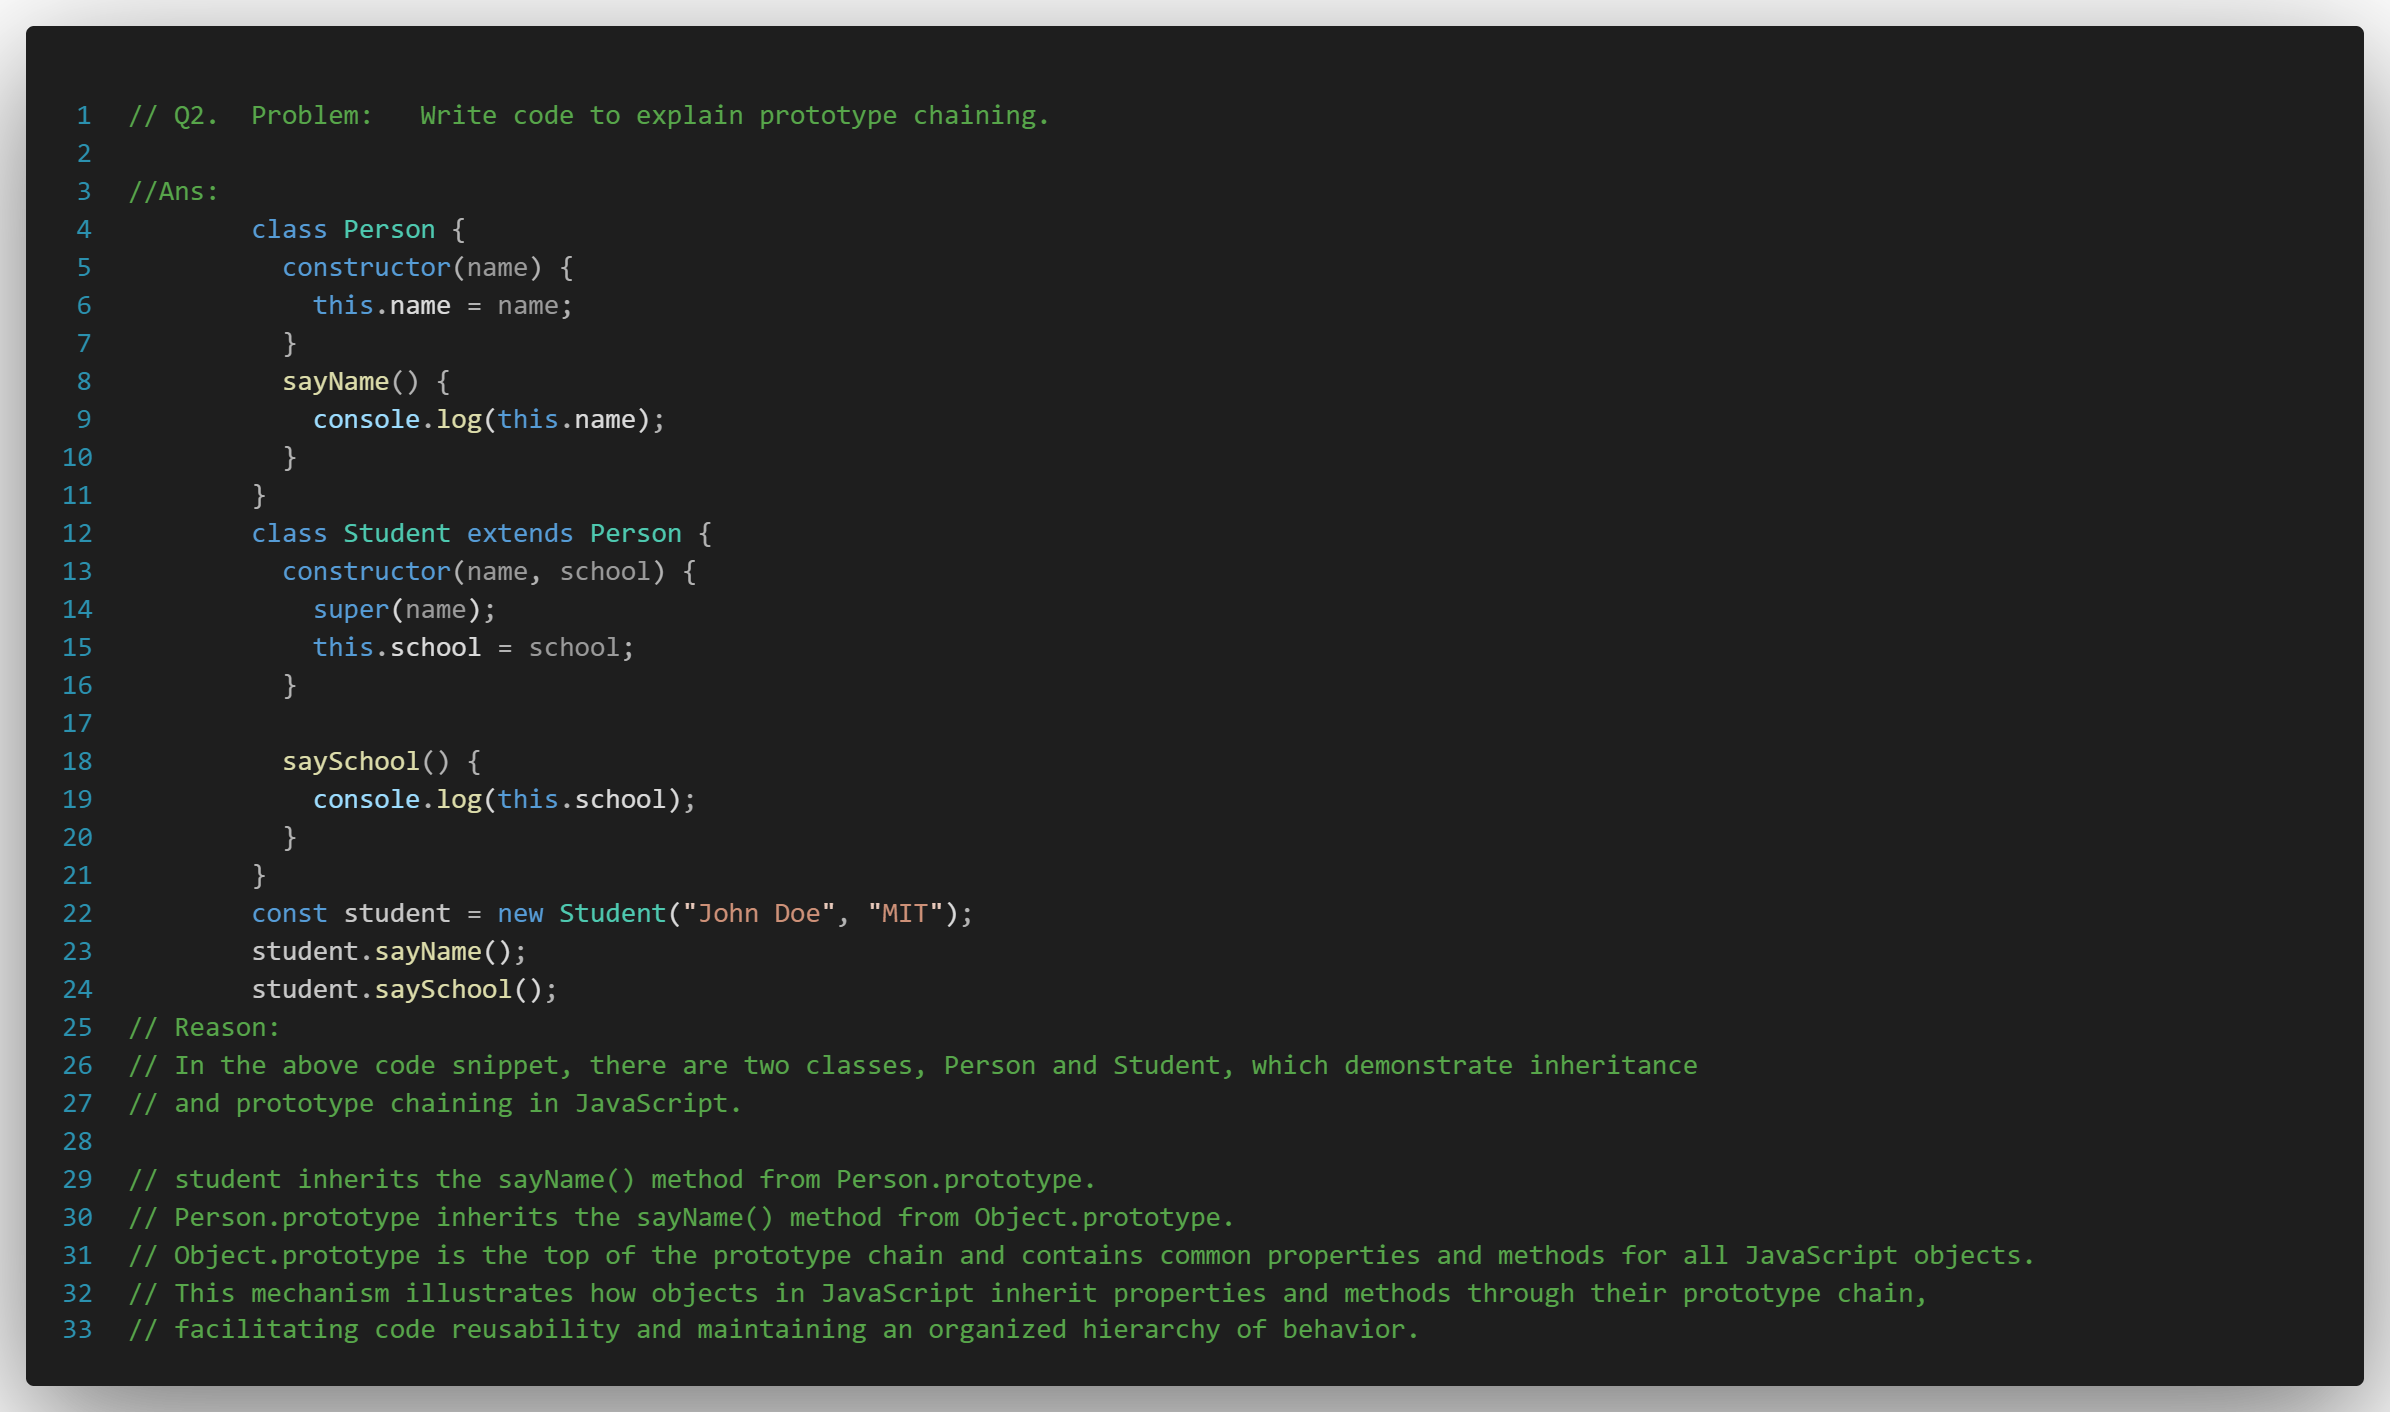 1 // Q2.  Problem:   Write code to explain prototype chaining.
2
3 //Ans:
4         class Person {
5           constructor(name) {
6             this.name = name;
7           }
8           sayName() {
9             console.log(this.name);
10           }
11         }
12         class Student extends Person {
13           constructor(name, school) {
14             super(name);
15             this.school = school;
16           }
17
18           saySchool() {
19             console.log(this.school);
20           }
21         }
22         const student = new Student("John Doe", "MIT");
23         student.sayName();
24         student.saySchool();
25 // Reason:
26 // In the above code snippet, there are two classes, Person and Student, which demonstrate inheritance
27 // and prototype chaining in JavaScript.
28
29 // student inherits the sayName() method from Person.prototype.
30 // Person.prototype inherits the sayName() method from Object.prototype.
31 // Object.prototype is the top of the prototype chain and contains common properties and methods for all JavaScript objects.
32 // This mechanism illustrates how objects in JavaScript inherit properties and methods through their prototype chain,
33 // facilitating code reusability and maintaining an organized hierarchy of behavior.